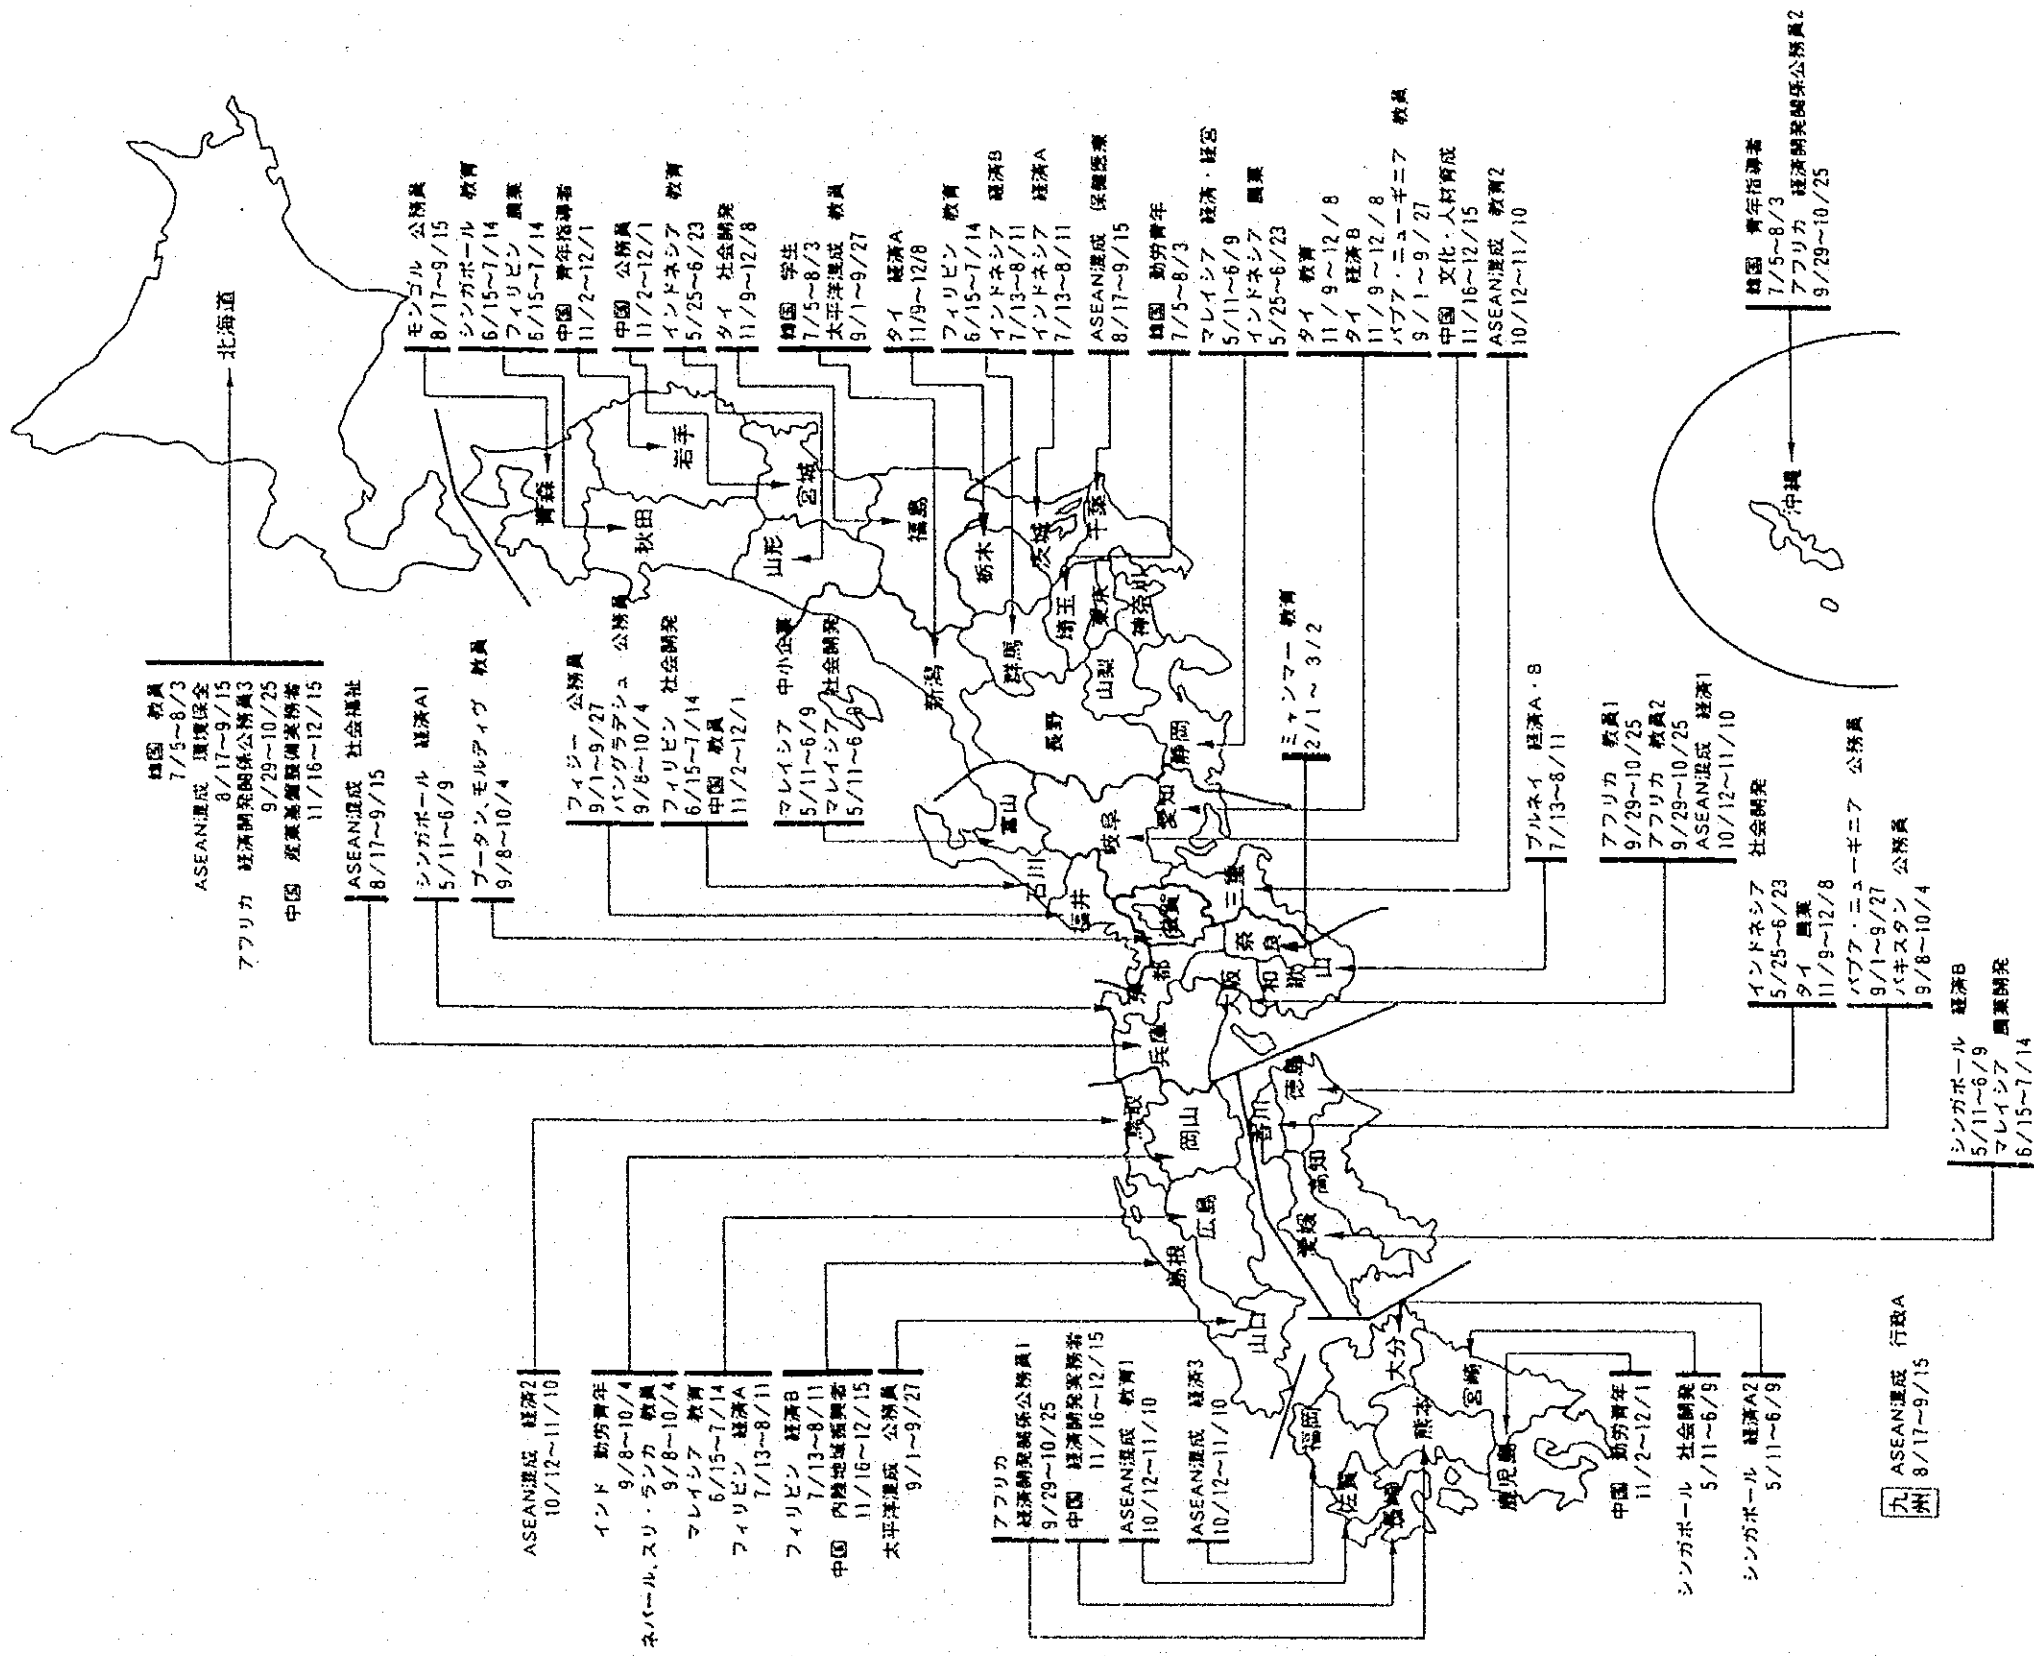 北海道
韓国 教員
7/5～8/3
ASEAN混成 環境保全
8/17～9/15
アフリカ 経済開発関係公務員3
9/29～10/25
中国 産業基盤整備実務者
11/16～12/15
ASEAN混成 社会福祉
8/17～9/15
シンガポール 経済A1
5/11～6/9
ブータン、モルディヴ 教員
9/8～10/4
フィジー 公務員
9/1～9/27
バングラデシュ 公務員
9/8～10/4
フィリピン 社会開発
6/15～7/14
中国 教員
11/2～12/1
マレイシア 中小企業
5/11～6/9
マレイシア 社会開発
5/11～6/9
モンゴル 公務員
8/17～9/15
シンガポール 教育
6/15～7/14
フィリピン 農業
6/15～7/14
中国 青年指導者
11/2～12/1
中国 公務員
11/2～12/1
インドネシア 教育
5/25～6/23
タイ 社会開発
11/9～12/8
韓国 学生
7/5～8/3
太平洋混成 教員
9/1～9/27
タイ 経済A
11/9～12/8
フィリピン 教育
6/15～7/14
インドネシア 経済B
7/13～8/11
インドネシア 経済A
7/13～8/11
ASEAN混成 保健医療
8/17～9/15
韓国 勤労青年
7/5～8/3
マレイシア 経済・経営
5/11～6/9
インドネシア 農業
5/25～6/23
タイ 教育
11/9～12/8
タイ 経済B
11/9～12/8
パプア・ニューギニア 教員
9/1～9/27
中国 文化・人材育成
11/16～12/15
ASEAN混成 教育2
10/12～11/10
韓国 青年指導者
7/5～8/3
アフリカ 経済開発関係公務員2
9/29～10/25
青森
岩手
秋田
宮城
山形
福島
新潟
栃木
群馬
茨城
千葉
埼玉
東京
神奈川
山梨
長野
静岡
富山
岐阜
愛知
石川
福井
滋賀
三重
奈良
京都
大阪
和歌山
兵庫
鳥取
岡山
広島
島根
山口
徳島
香川
高知
愛媛
福岡
佐賀
長崎
大分
熊本
宮崎
鹿児島
沖縄
ミャンマー 教育
2/1～3/2
ブルネイ 経済A・B
7/13～8/11
アフリカ 教員1
9/29～10/25
アフリカ 教員2
9/29～10/25
ASEAN混成 経済1
10/12～11/10
インドネシア 社会開発
5/25～6/23
タイ 農業
11/9～12/8
パプア・ニューギニア 公務員
9/1～9/27
パキスタン 公務員
9/8～10/4
シンガポール 経済B
5/11～6/9
マレイシア 農業開発
6/15～7/14
ASEAN混成 経済2
10/12～11/10
インド 勤労青年
9/8～10/4
ネパール、スリ・ランカ 教員
9/8～10/4
マレイシア 教育
6/15～7/14
フィリピン 経済A
7/13～8/11
フィリピン 経済B
7/13～8/11
中国 内陸地域振興者
11/16～12/15
太平洋混成 公務員
9/1～9/27
アフリカ
経済開発関係公務員1
9/29～10/25
中国 経済開発実務者
11/16～12/15
ASEAN混成 教育1
10/12～11/10
ASEAN混成 経済3
10/12～11/10
中国 勤労青年
11/2～12/1
シンガポール 社会開発
5/11～6/9
シンガポール 経済A2
5/11～6/9
九州
ASEAN混成 行政A
8/17～9/15